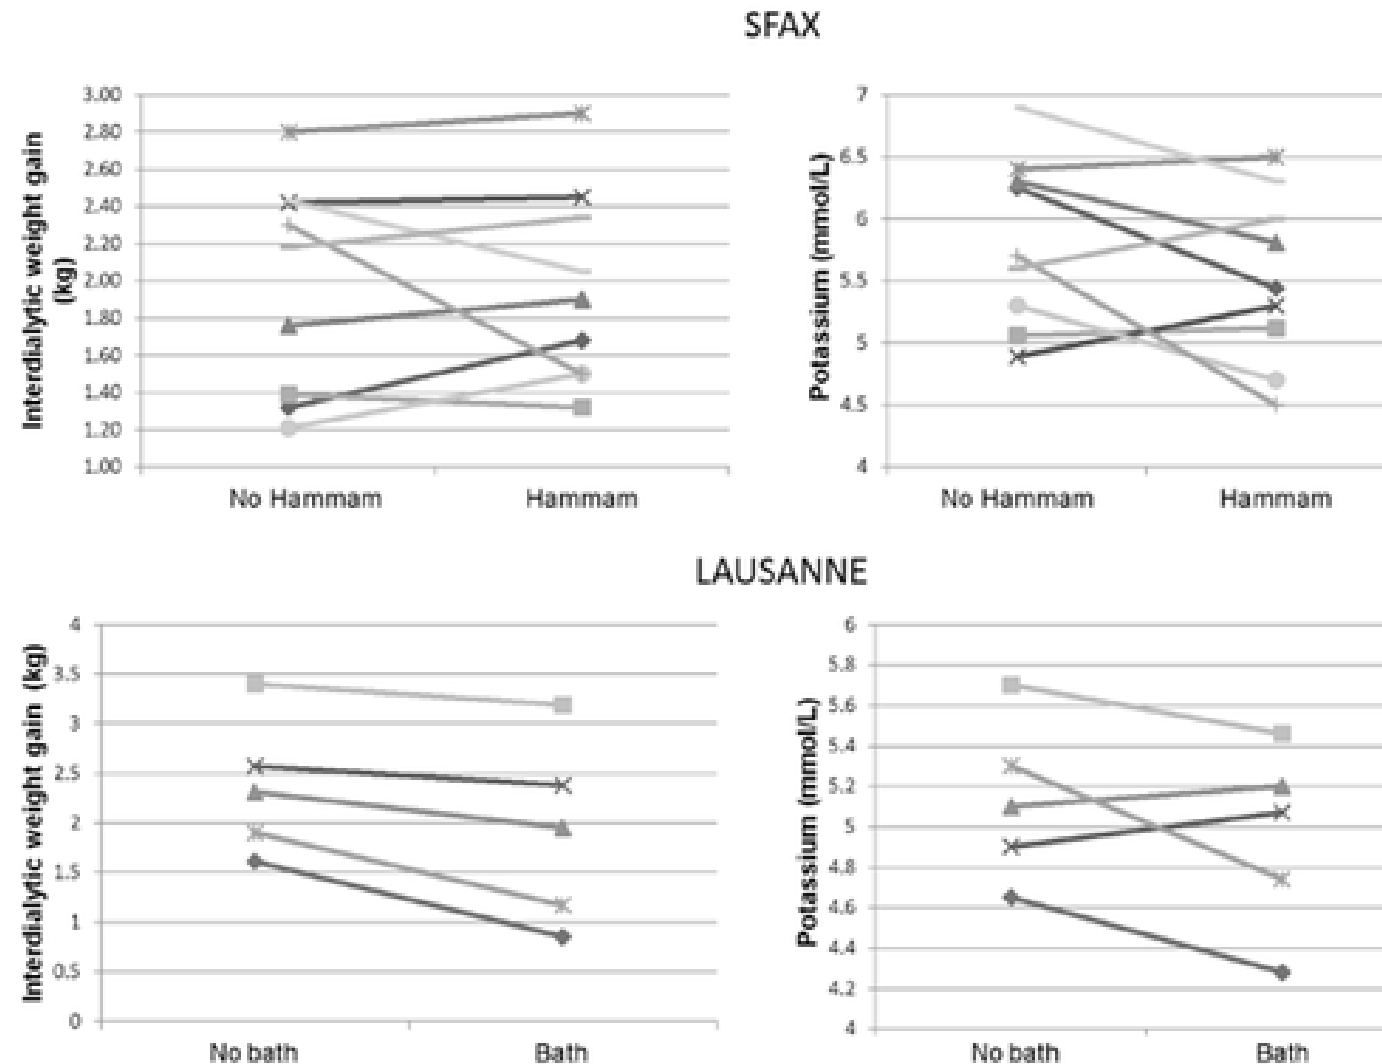 SFAX
Interdialytic weight gain
(kg)
3.00
2.80
2.60
2.40
2.20
2.00
1.80
1.60
1.40
1.20
1.00
No Hammam
Hammam
Potassium (mmol/L)
7
6.5
6
5.5
5
4.5
4
No Hammam
Hammam
LAUSANNE
Interdialytic weight gain (kg)
4
3.5
3
2.5
2
1.5
1
0.5
0
No bath
Bath
Potassium (mmol/L)
6
5.8
5.6
5.4
5.2
5
4.8
4.6
4.4
4.2
4
No bath
Bath